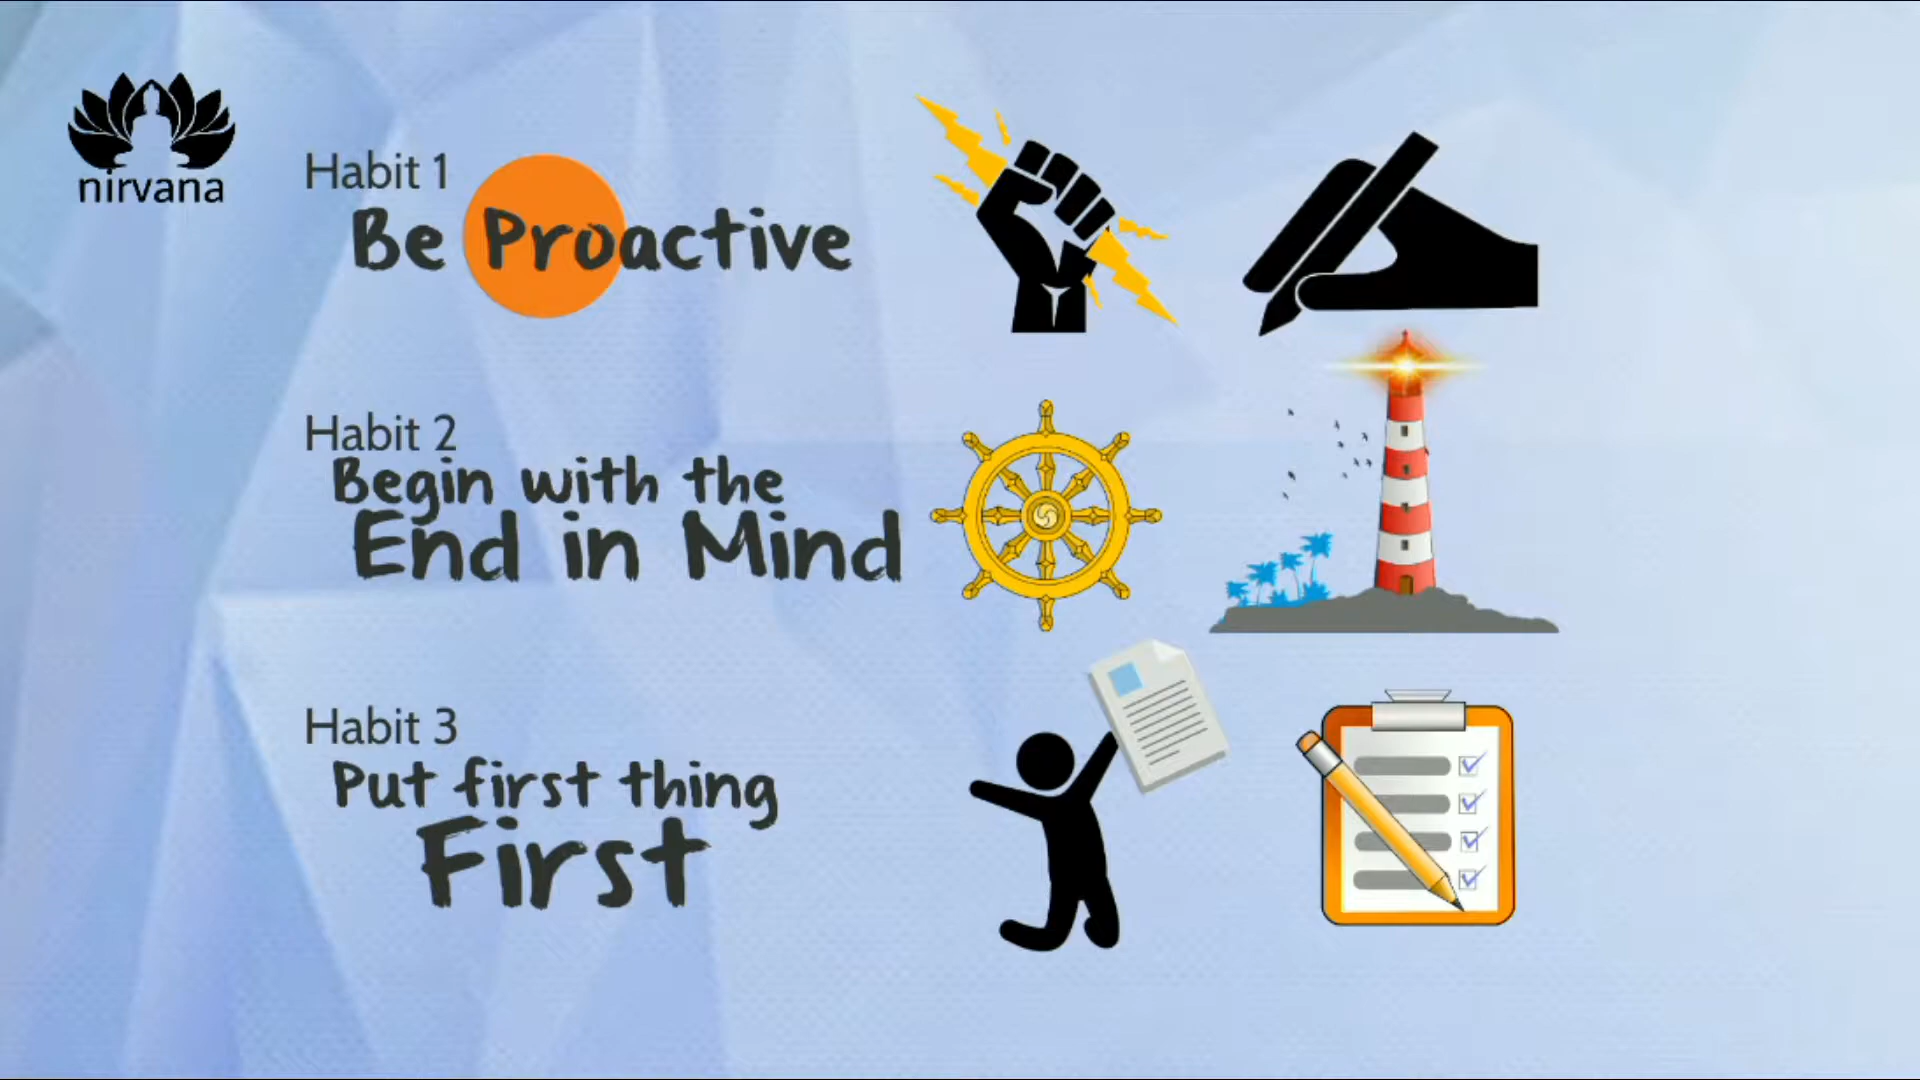 nirvana
Habit 1
Be Proactive
Habit 2
Begin with the
End in Mind
Habit 3
Put first thing
First